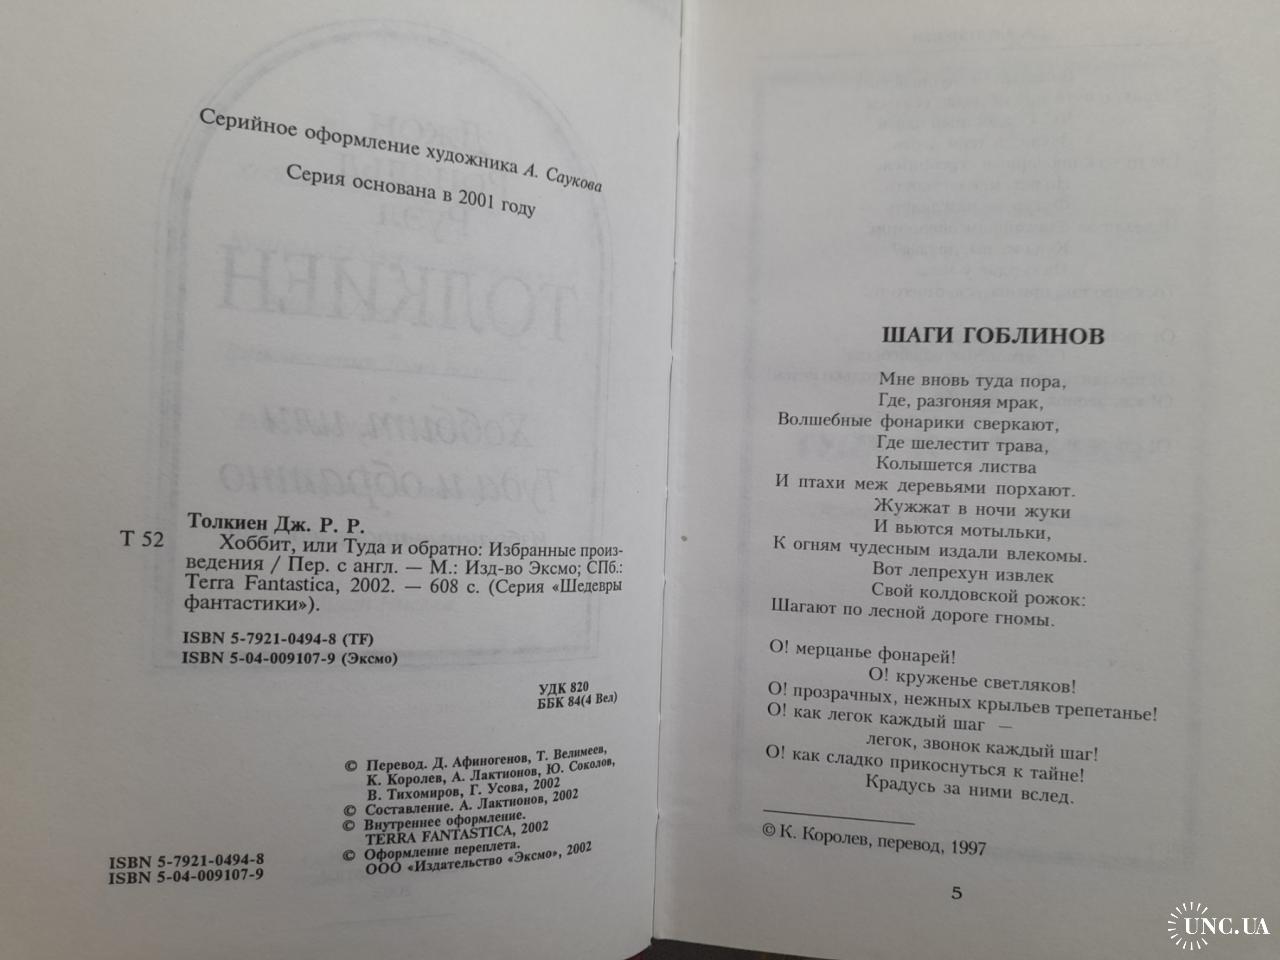 Серийное оформление художника А. Саукова
Серия основана в 2001 году
Толкиен Дж. Р. Р.
Т 52
Хоббит, или Туда и обратно: Избранные произ-
ведения / Пер. с англ. — М.: Изд-во Эксмо; СПб.:
Terra Fantastica, 2002. — 608 с. (Серия «Шедевры
фантастики»).
ISBN 5-7921-0494-8 (TF)
ISBN 5-04-009107-9 (Эксмо)
УДК 820
ББК 84(4 Вел)
© Перевод. Д. Афиногенов, Т. Велимеев,
К. Королев, А. Лактионов, Ю. Соколов,
В. Тихомиров, Г. Усова, 2002
© Составление. А. Лактионов, 2002
© Внутреннее оформление.
TERRA FANTASTICA, 2002
© Оформление переплета.
ООО «Издательство «Эксмо», 2002
ISBN 5-7921-0494-8
ISBN 5-04-009107-9
ШАГИ ГОБЛИНОВ
Мне вновь туда пора,
Где, разгоняя мрак,
Волшебные фонарики сверкают,
Где шелестит трава,
Колышется листва
И птахи меж деревьями порхают.
Жужжат в ночи жуки
И вьются мотыльки,
К огням чудесным издали влекомы.
Вот лепрехун извлек
Свой колдовской рожок:
Шагают по лесной дороге гномы.
О! мерцанье фонарей!
О! круженье светляков!
О! прозрачных, нежных крыльев трепетанье!
О! как легок каждый шаг —
легок, звонок каждый шаг!
О! как сладко прикоснуться к тайне!
Крадусь за ними вслед.
© К. Королев, перевод, 1997
5
UNC.UA